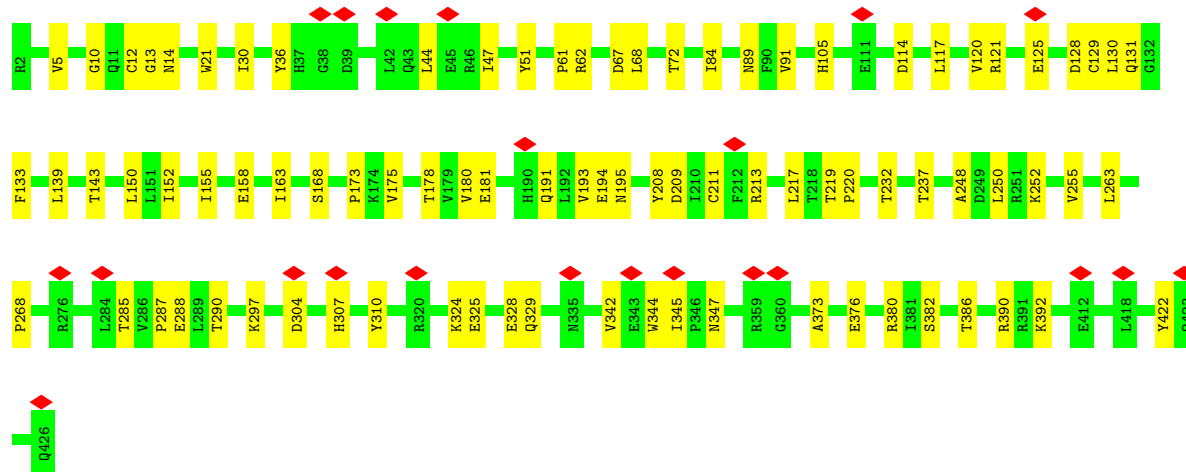 R2 V5 G10 Q11 C12 G13 N14 W21 I30 Y36 H37 G38 D39 L42 Q43 L44 E45 R46 I47 Y51 P61 R62 D67 L68 T72 I84 N89 F90 V91 H105 E111 D114 L117 V120 R121 E125 D128 C129 L130 Q131 G132
F133 L139 T143 L150 L151 I152 I155 E158 I163 S168 P173 K174 V175 T178 V179 V180 E181 H190 Q191 L192 V193 E194 N195 Y208 D209 I210 C211 F212 R213 L217 T218 T219 P220 T232 T237 A248 D249 L250 R251 K252 V255 L263
P268 R276 L284 T285 V286 P287 E288 L289 T290 K297 D304 H307 Y310 R320 K324 E325 E328 Q329 N335 V342 E343 W344 I345 P346 N347 R359 G360 A373 E376 R380 I381 S382 T386 R390 R391 K392 E412 L418 Y422
Q426